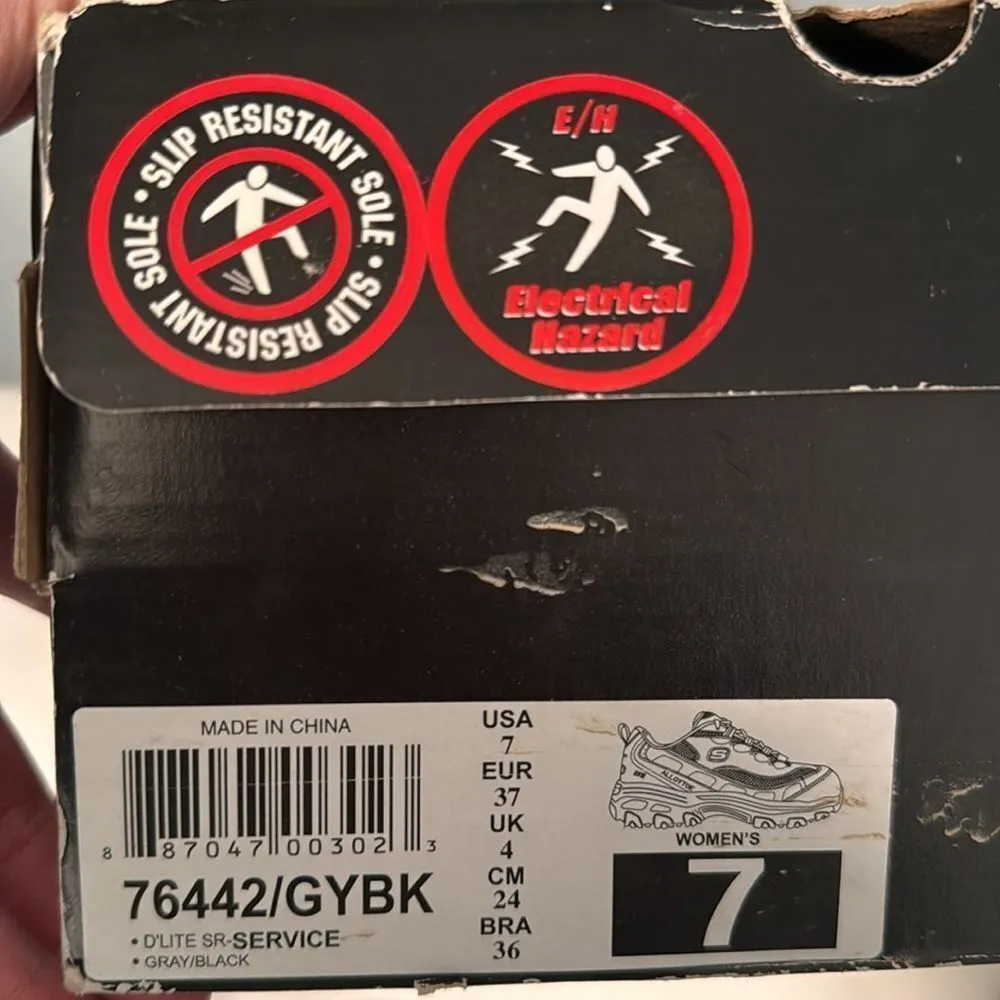 SLIP RESISTANT SOLE • SLIP RESISTANT SOLE •
E/H
Electrical
Hazard
MADE IN CHINA
8 87047 00302 3
76442/GYBK
• D'LITE SR-SERVICE
• GRAY/BLACK
USA
7
EUR
37
UK
4
CM
24
BRA
36
S
ALLOYTOE
WOMEN'S
7